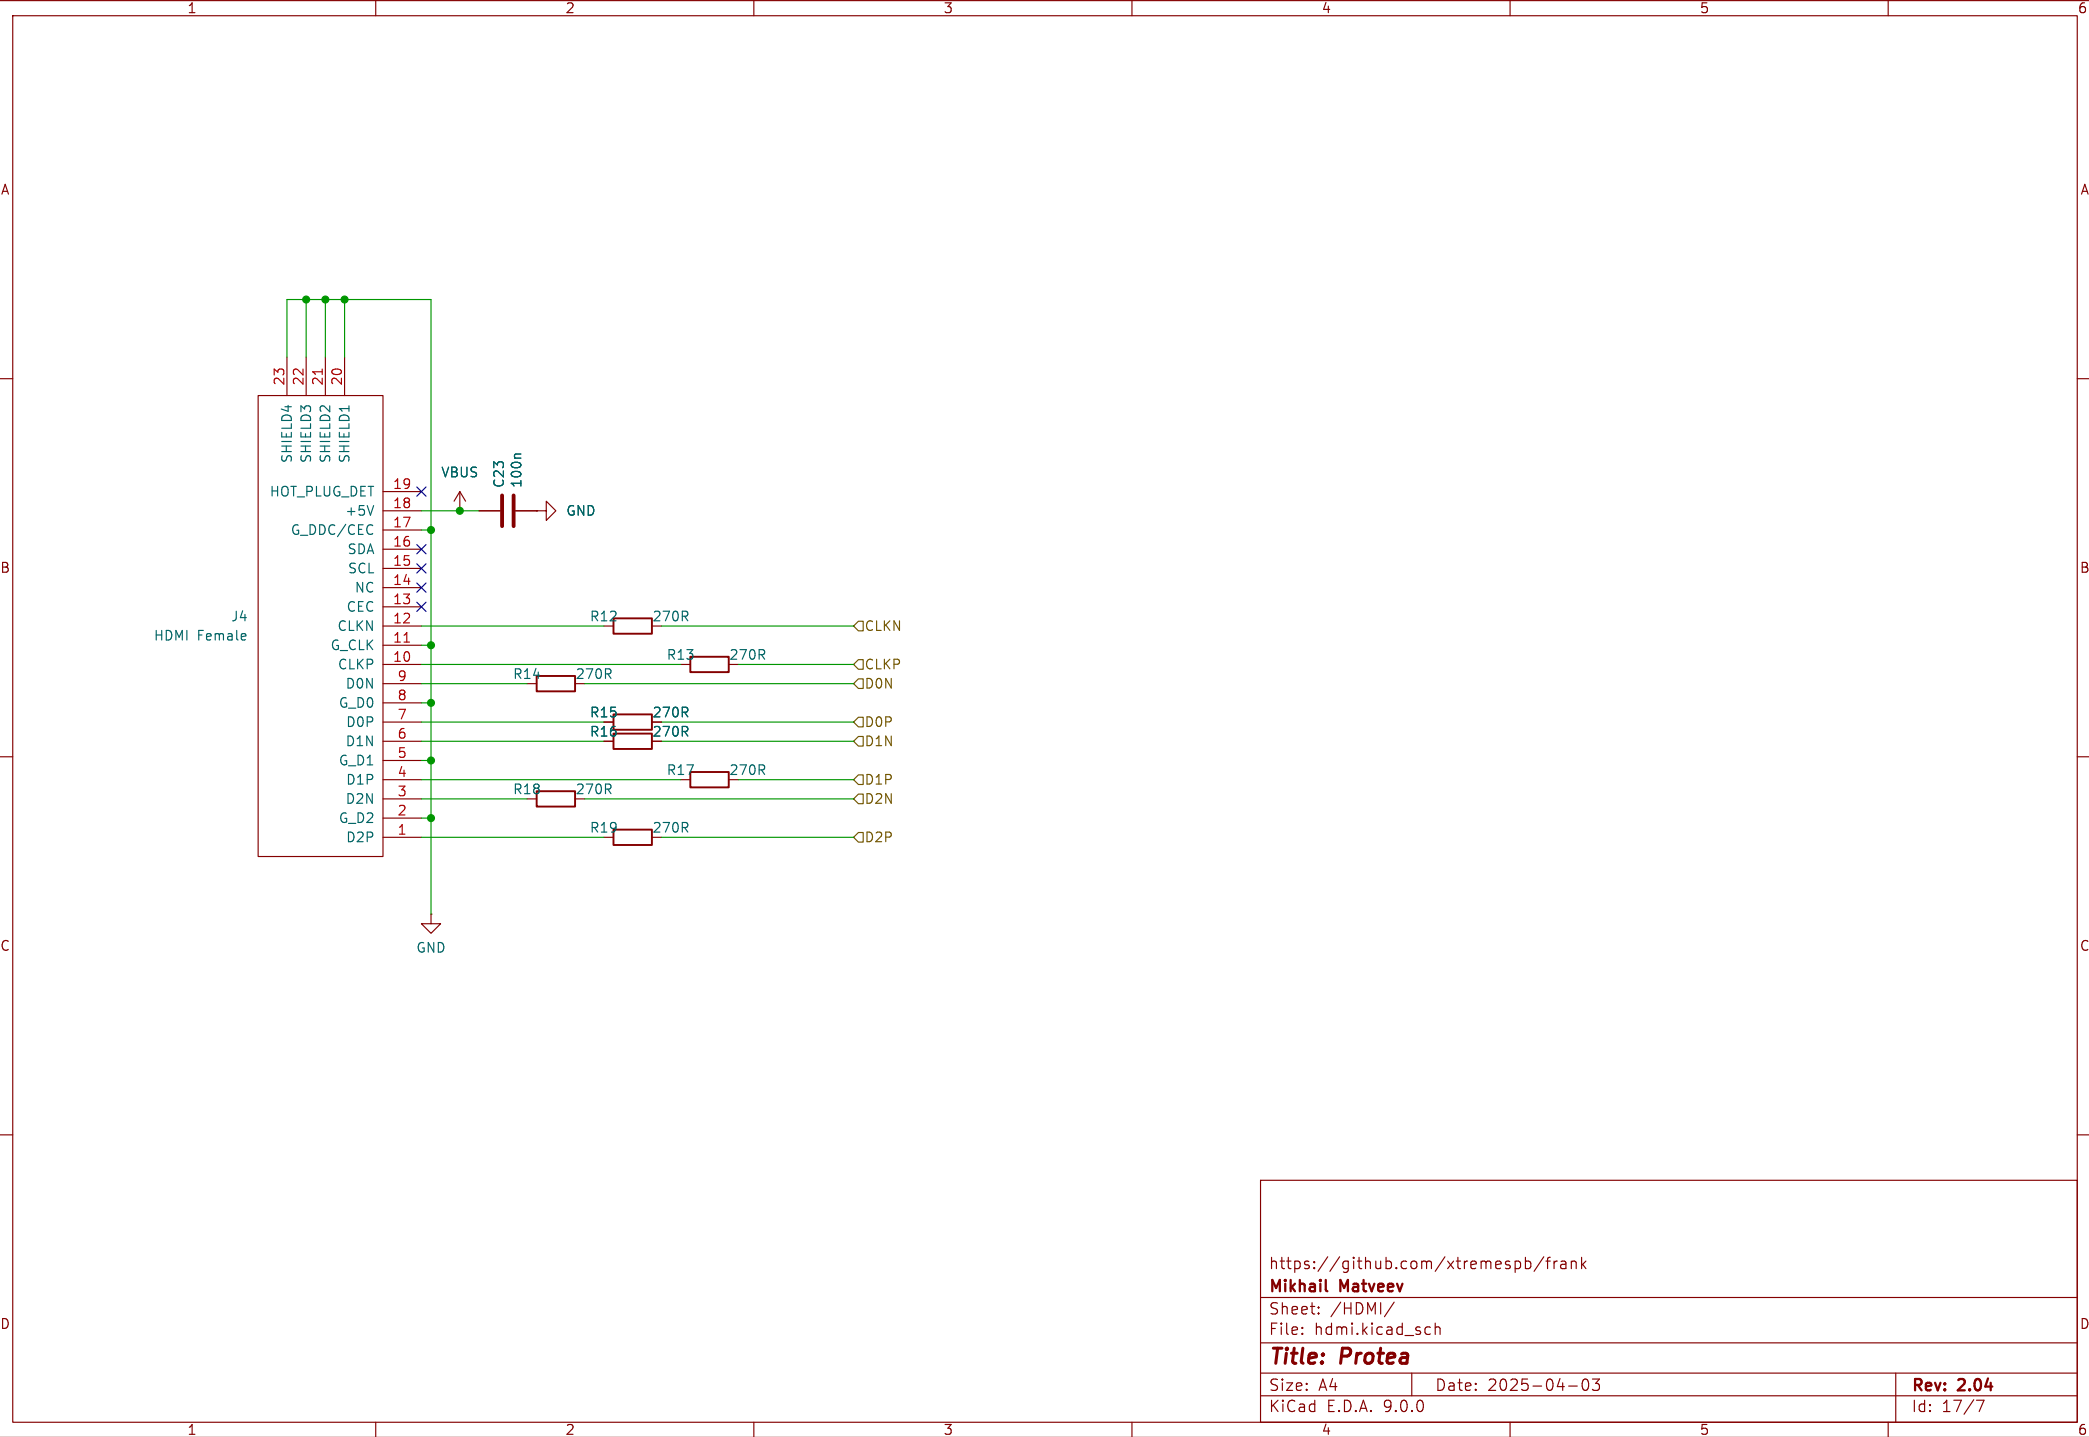 1 2 3 4 5 6
A A
B B
C C
D D
23 22 21 20
SHIELD4 SHIELD3 SHIELD2 SHIELD1
VBUS
C23
100n
GND
J4
HDMI Female
HOT_PLUG_DET 19
+5V 18
G_DDC/CEC 17
SDA 16
SCL 15
NC 14
CEC 13
CLKN 12 R12 270R CLKN
G_CLK 11
CLKP 10 R13 270R CLKP
D0N 9 R14 270R D0N
G_D0 8
D0P 7 R15 270R D0P
D1N 6 R16 270R D1N
G_D1 5
D1P 4 R17 270R D1P
D2N 3 R18 270R D2N
G_D2 2
D2P 1 R19 270R D2P
GND
https://github.com/xtremespb/frank
Mikhail Matveev
Sheet: /HDMI/
File: hdmi.kicad_sch
Title: Protea
Size: A4 Date: 2025-04-03 Rev: 2.04
KiCad E.D.A. 9.0.0 Id: 17/7
1 2 3 4 5 6